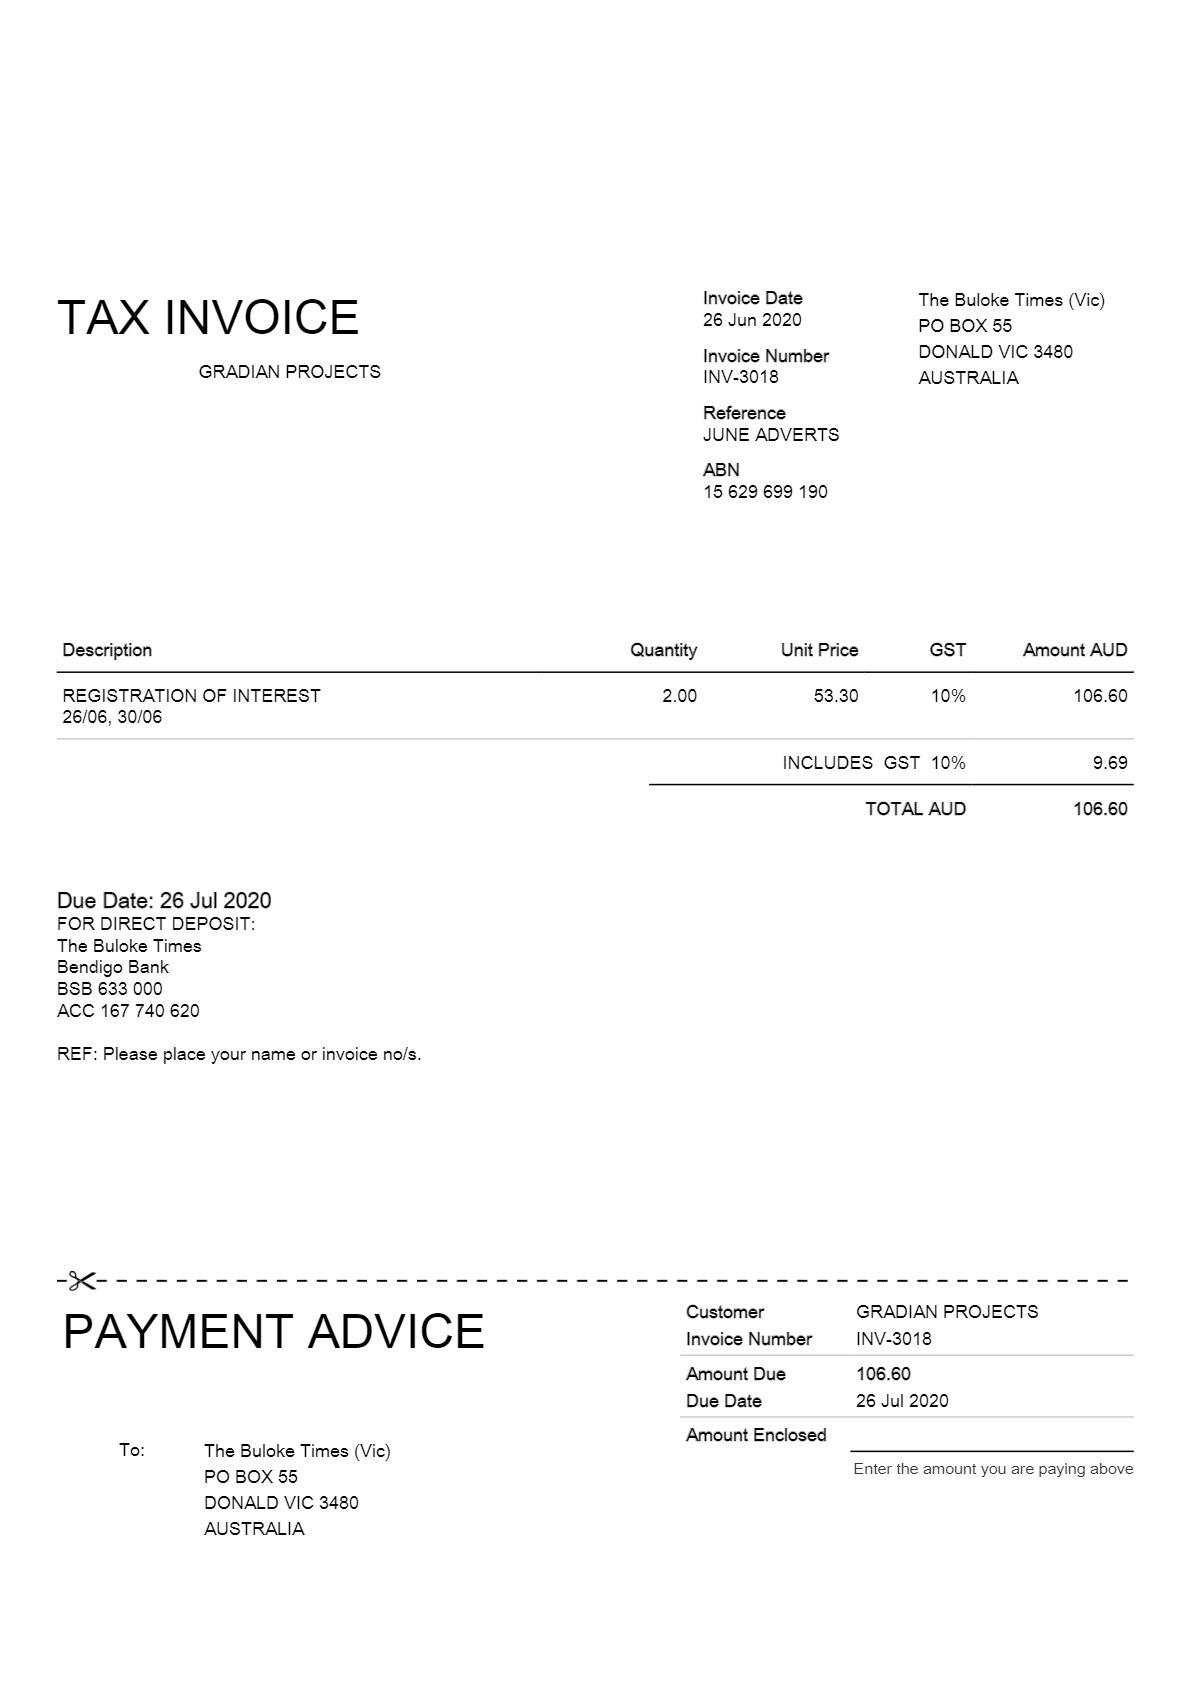 TAX INVOICE
GRADIAN PROJECTS
Invoice Date
26 Jun 2020
Invoice Number
INV-3018
Reference
JUNE ADVERTS
ABN
15 629 699 190
The Buloke Times (Vic)
PO BOX 55
DONALD VIC 3480
AUSTRALIA
Description Quantity Unit Price GST Amount AUD
REGISTRATION OF INTEREST 2.00 53.30 10% 106.60
26/06, 30/06
INCLUDES GST 10% 9.69
TOTAL AUD 106.60
Due Date: 26 Jul 2020
FOR DIRECT DEPOSIT:
The Buloke Times
Bendigo Bank
BSB 633 000
ACC 167 740 620
REF: Please place your name or invoice no/s.
PAYMENT ADVICE
To: The Buloke Times (Vic)
PO BOX 55
DONALD VIC 3480
AUSTRALIA
Customer GRADIAN PROJECTS
Invoice Number INV-3018
Amount Due 106.60
Due Date 26 Jul 2020
Amount Enclosed
Enter the amount you are paying above